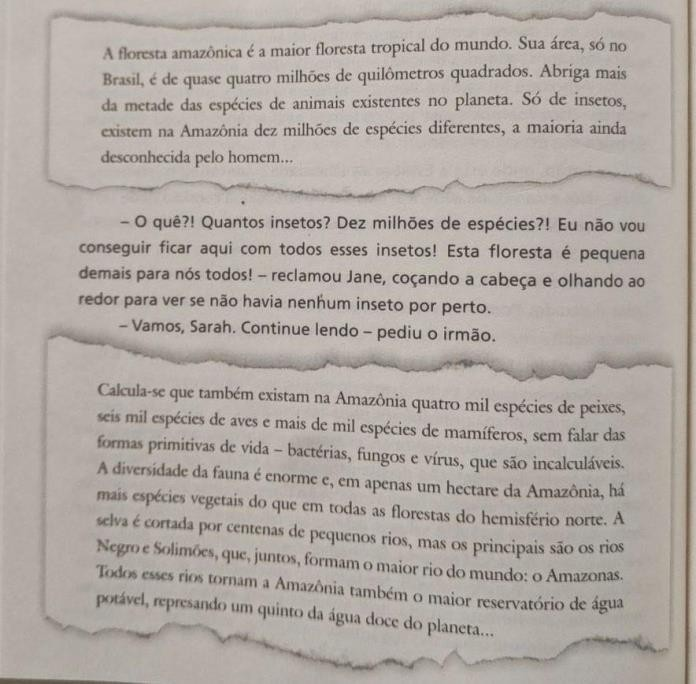 A floresta amazônica é a maior floresta tropical do mundo. Sua área, só no
Brasil, é de quase quatro milhões de quilômetros quadrados. Abriga mais
da metade das espécies de animais existentes no planeta. Só de insetos,
existem na Amazônia dez milhões de espécies diferentes, a maioria ainda
desconhecida pelo homem...
– O quê?! Quantos insetos? Dez milhões de espécies?! Eu não vou
conseguir ficar aqui com todos esses insetos! Esta floresta é pequena
demais para nós todos! – reclamou Jane, coçando a cabeça e olhando ao
redor para ver se não havia nenhum inseto por perto.
– Vamos, Sarah. Continue lendo – pediu o irmão.
Calcula-se que também existam na Amazônia quatro mil espécies de peixes,
seis mil espécies de aves e mais de mil espécies de mamíferos, sem falar das
formas primitivas de vida – bactérias, fungos e vírus, que são incalculáveis.
A diversidade da fauna é enorme e, em apenas um hectare da Amazônia, há
mais espécies vegetais do que em todas as florestas do hemisfério norte. A
selva é cortada por centenas de pequenos rios, mas os principais são os rios
Negro e Solimões, que, juntos, formam o maior rio do mundo: o Amazonas.
Todos esses rios tornam a Amazônia também o maior reservatório de água
potável, represando um quinto da água doce do planeta...